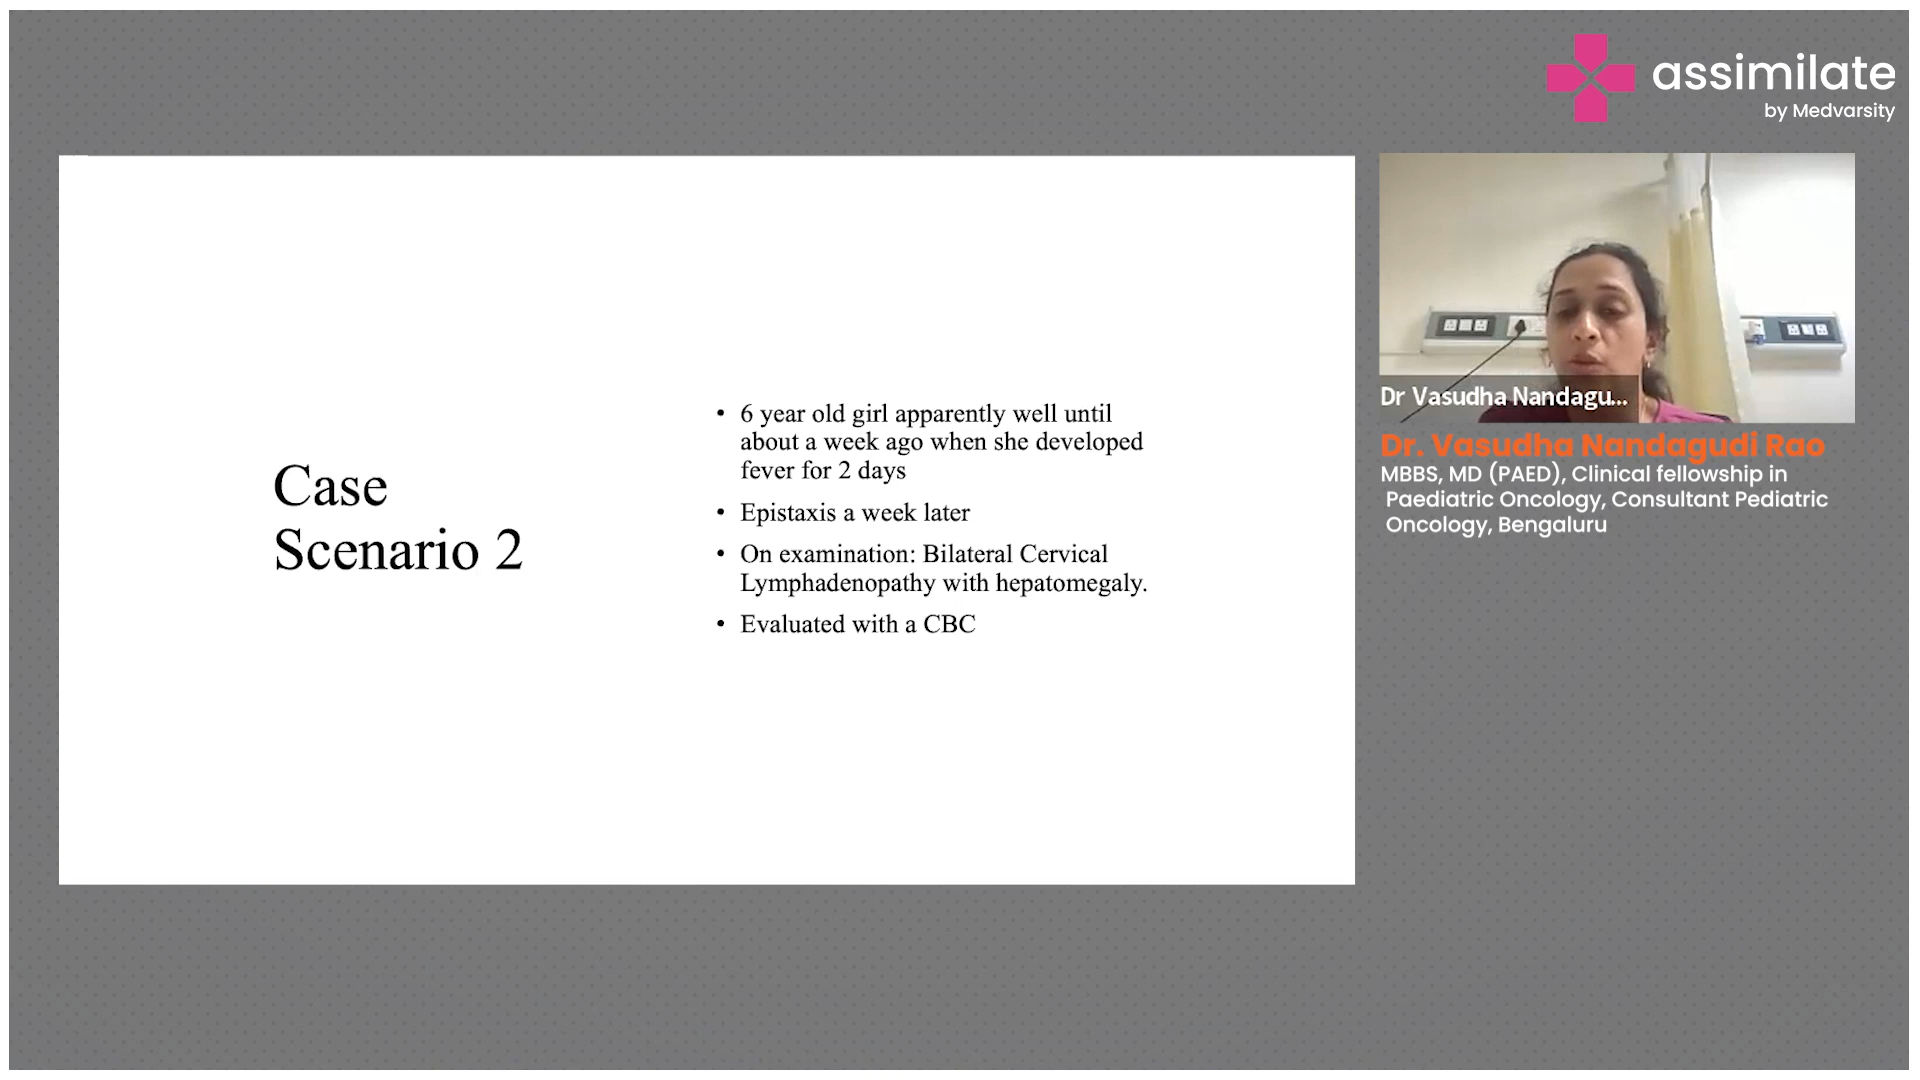 assimilate
by Medvarsity
Case
Scenario 2
• 6 year old girl apparently well until
about a week ago when she developed
fever for 2 days
• Epistaxis a week later
• On examination: Bilateral Cervical
Lymphadenopathy with hepatomegaly.
• Evaluated with a CBC
Dr Vasudha Nandagu...
Dr. Vasudha Nandagudi Rao
MBBS, MD (PAED), Clinical fellowship in
Paediatric Oncology, Consultant Pediatric
Oncology, Bengaluru